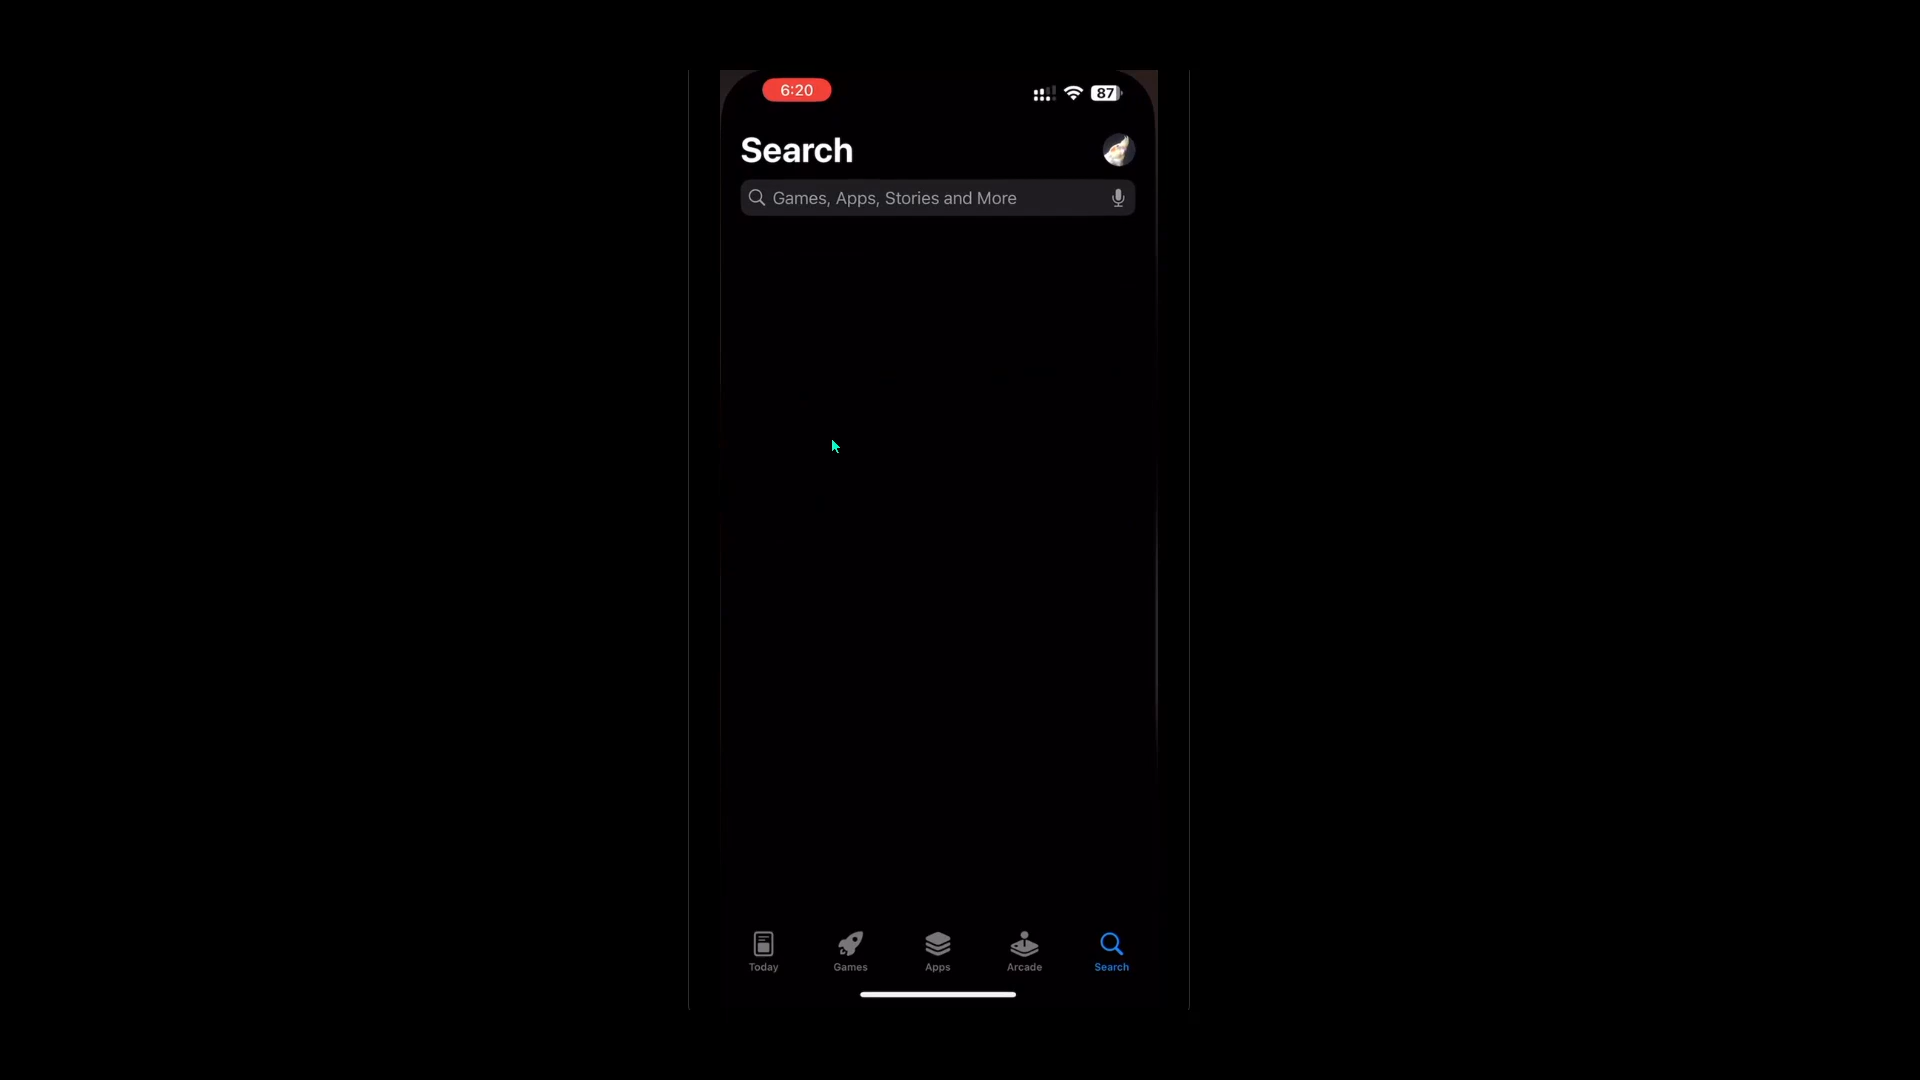 6:20
87
Search
Games, Apps, Stories and More
Today
Games
Apps
Arcade
Search